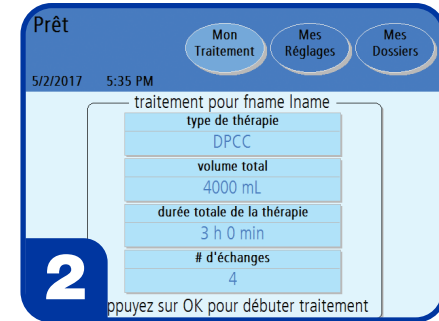 Prêt
Mon Traitement
Mes Réglages
Mes Dossiers
5/2/2017 5:35 PM
traitement pour fname lname
type de thérapie
DPCC
volume total
4000 mL
durée totale de la thérapie
3 h 0 min
# d'échanges
4
ppuyez sur OK pour débuter traitement
2